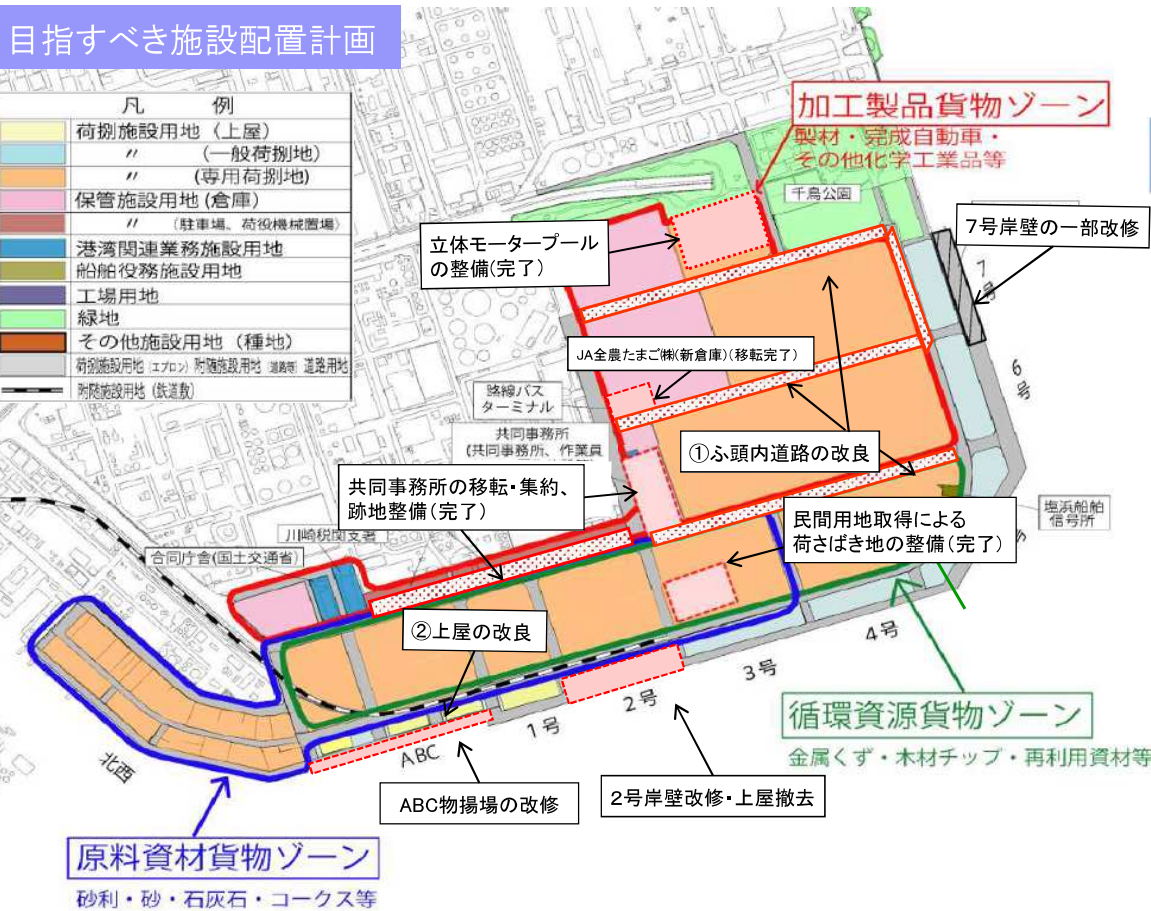 目指すべき施設配置計画
凡 例
荷捌施設用地（上屋）
〃 （一般荷捌地）
〃 （専用荷捌地）
保管施設用地（倉庫）
〃 （駐車場、荷役機械置場）
港湾関連業務施設用地
船舶役務施設用地
工場用地
緑地
その他施設用地（種地）
荷捌施設用地（エプロン）附随施設用地（道路等）道路用地
附随施設用地（鉄道敷）
加工製品貨物ゾーン
製材・完成自動車・
その他化学工業品等
千鳥公園
立体モータープール
の整備（完了）
7号岸壁の一部改修
7号
JA全農たまご㈱（新倉庫）（移転完了）
6号
路線バス
ターミナル
共同事務所
（共同事務所、作業員
①ふ頭内道路の改良
共同事務所の移転・集約、
跡地整備（完了）
民間用地取得による
荷さばき地の整備（完了）
塩浜船舶
信号所
川崎税関支署
合同庁舎（国土交通省）
②上屋の改良
4号
3号
2号
1号
ABC
北西
循環資源貨物ゾーン
金属くず・木材チップ・再利用資材等
ABC物揚場の改修
2号岸壁改修・上屋撤去
原料資材貨物ゾーン
砂利・砂・石灰石・コークス等